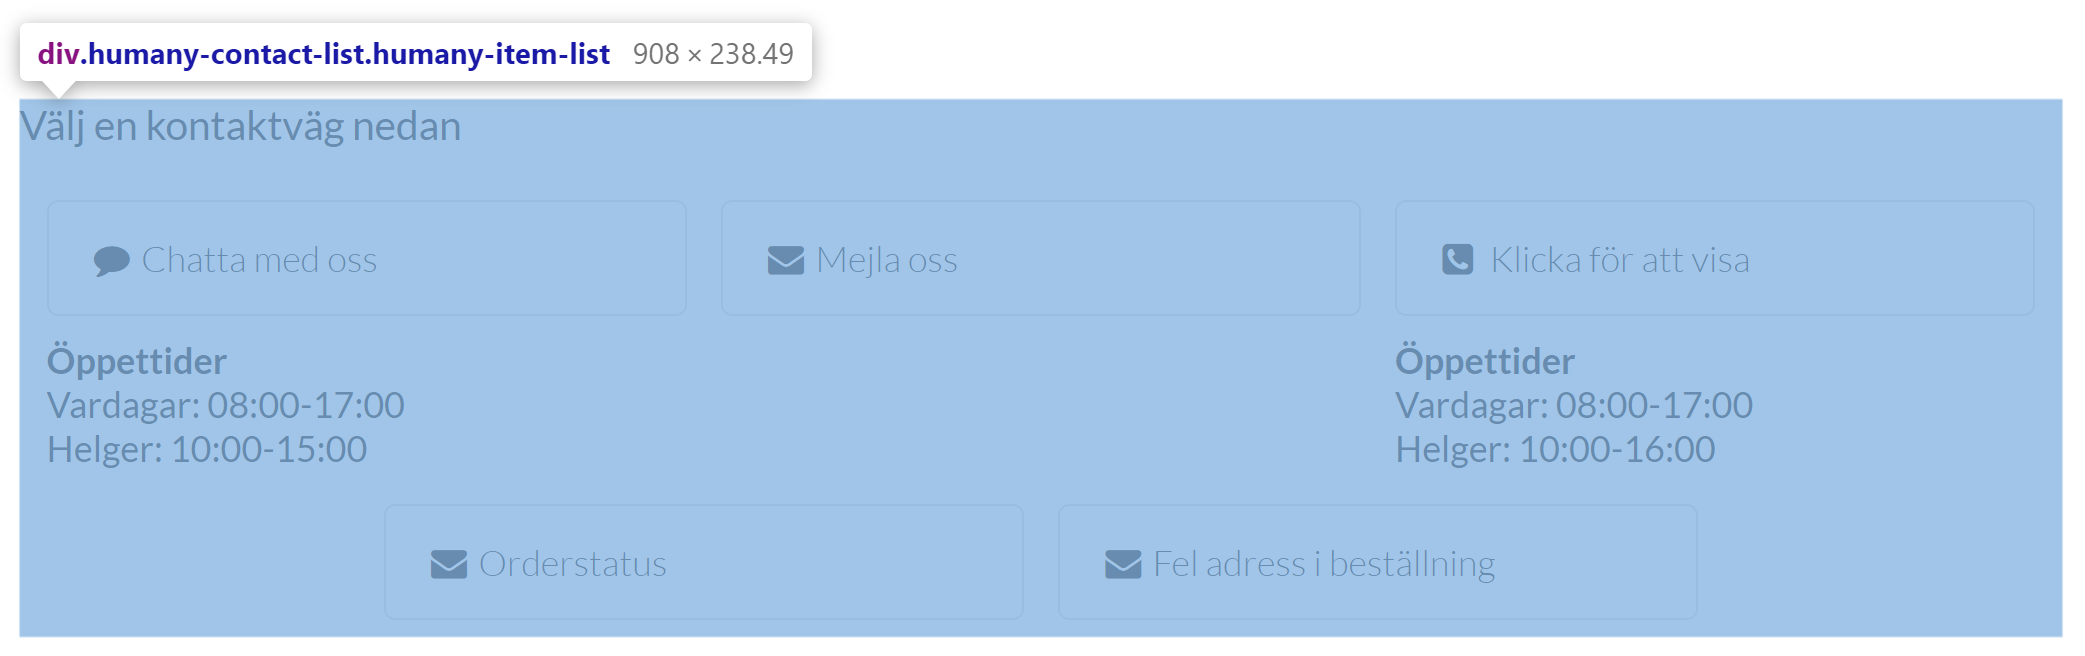 div.humany-contact-list.humany-item-list 908 × 238.49
Välj en kontaktväg nedan
Chatta med oss
Mejla oss
Klicka för att visa
Öppettider
Vardagar: 08:00-17:00
Helger: 10:00-15:00
Öppettider
Vardagar: 08:00-17:00
Helger: 10:00-16:00
Orderstatus
Fel adress i beställning